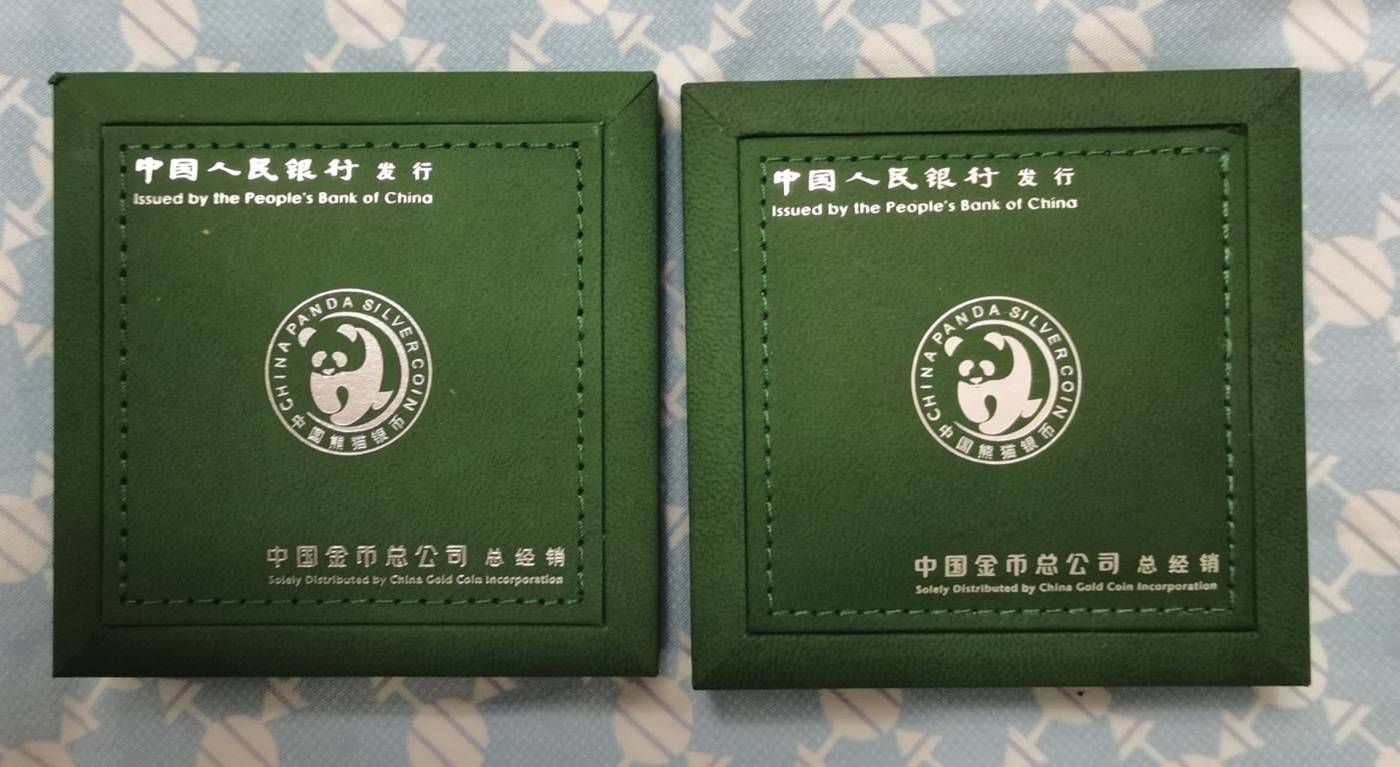 中国人民银行 发行
Issued by the People's Bank of China
CHINA PANDA SILVER COIN
中国熊猫银币
中国金币总公司 总经销
Solely Distributed by China Gold Coin Incorporation
中国人民银行 发行
Issued by the People's Bank of China
CHINA PANDA SILVER COIN
中国熊猫银币
中国金币总公司 总经销
Solely Distributed by China Gold Coin Incorporation